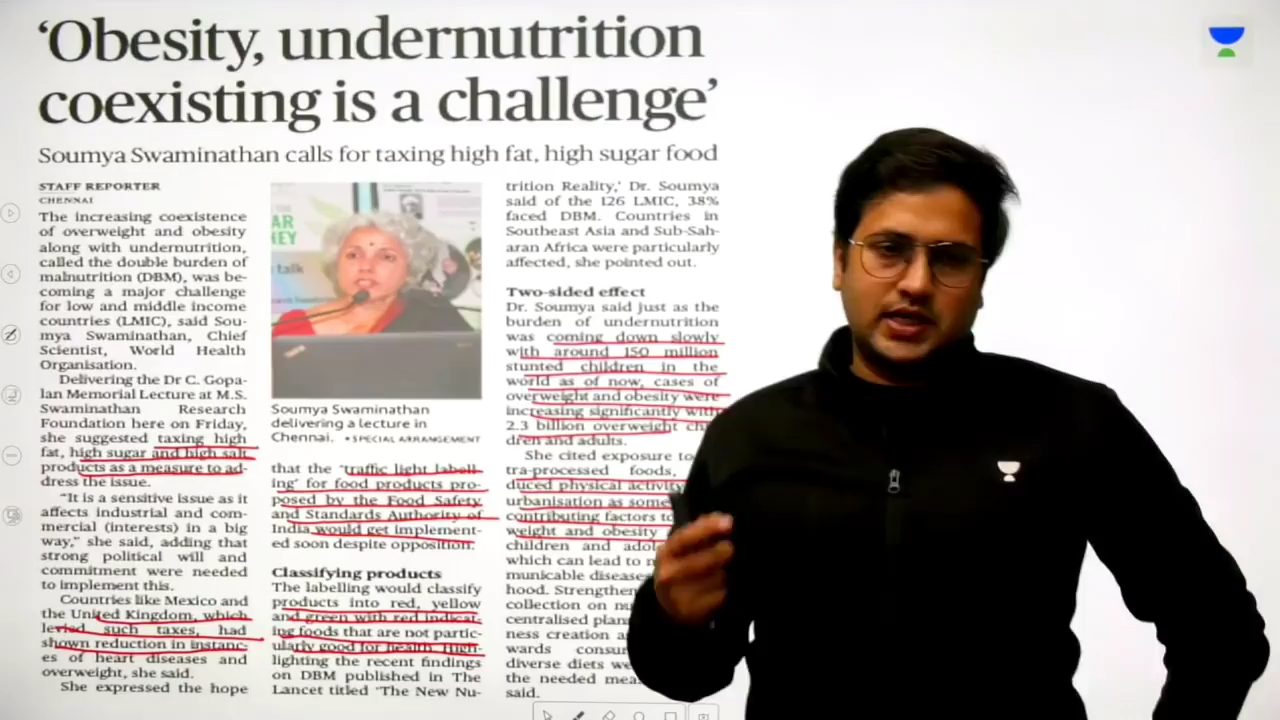 ‘Obesity, undernutrition
coexisting is a challenge’
Soumya Swaminathan calls for taxing high fat, high sugar food
STAFF REPORTER
CHENNAI
The increasing coexistence
of overweight and obesity
along with undernutrition,
called the double burden of
malnutrition (DBM), was be-
coming a major challenge
for low and middle income
countries (LMIC), said Sou-
mya Swaminathan, Chief
Scientist, World Health
Organisation.
Delivering the Dr C. Gopa-
lan Memorial Lecture at M.S.
Swaminathan Research
Foundation here on Friday,
she suggested taxing high
fat, high sugar and high salt
products as a measure to ad-
dress the issue.
“It is a sensitive issue as it
affects industrial and com-
mercial (interests) in a big
way,” she said, adding that
strong political will and
commitment were needed
to implement this.
Countries like Mexico and
the United Kingdom, which
levied such taxes, had
shown reduction in instanc-
es of heart diseases and
overweight, she said.
She expressed the hope
talk
Soumya Swaminathan
delivering a lecture in
Chennai. •SPECIAL ARRANGEMENT
that the ‘traffic light labell-
ing’ for food products pro-
posed by the Food Safety
and Standards Authority of
India would get implement-
ed soon despite opposition.
Classifying products
The labelling would classify
products into red, yellow
and green with red indicat-
ing foods that are not partic-
ularly good for health. High-
lighting the recent findings
on DBM published in The
Lancet titled ‘The New Nu-
trition Reality,’ Dr. Soumya
said of the 126 LMIC, 38%
faced DBM. Countries in
Southeast Asia and Sub-Sah-
aran Africa were particularly
affected, she pointed out.
Two-sided effect
Dr. Soumya said just as the
burden of undernutrition
was coming down slowly
with around 150 million
stunted children in the
world as of now, cases of
overweight and obesity were
increasing significantly with
2.3 billion overweight chil
dren and adults.
She cited exposure to
tra-processed foods,
duced physical activity
urbanisation as some
contributing factors to
weight and obesity
children and adol
which can lead to n
municable diseases
hood. Strengthen
collection on nu
centralised plan
ness creation a
wards consu
diverse diets we
the needed mea
said.